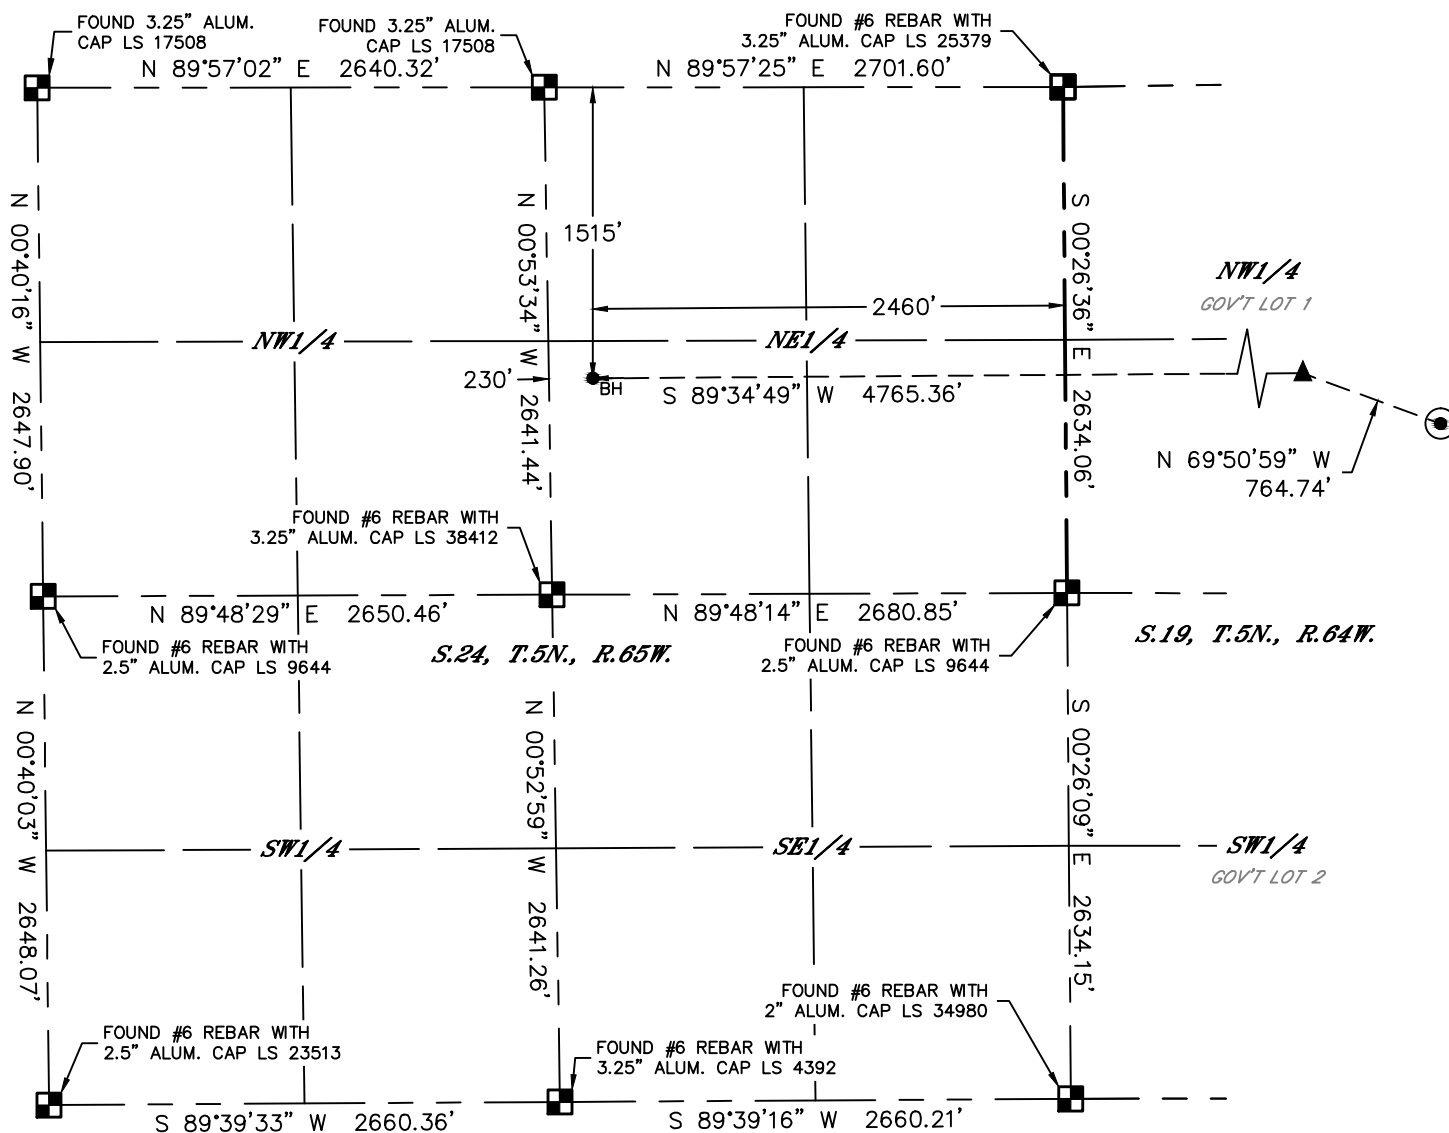 FOUND 3.25" ALUM.
CAP LS 17508
FOUND 3.25" ALUM.
CAP LS 17508
FOUND #6 REBAR WITH
3.25" ALUM. CAP LS 25379
N 89°57'02" E 2640.32'
N 89°57'25" E 2701.60'
N 00°40'16" W 2647.90'
N 00°53'34" W 2641.44'
S 00°26'36" E 2634.06'
1515'
2460'
NW1/4
GOV'T LOT 1
NW1/4
NE1/4
230'
BH
S 89°34'49" W 4765.36'
N 69°50'59" W
764.74'
FOUND #6 REBAR WITH
3.25" ALUM. CAP LS 38412
N 89°48'29" E 2650.46'
N 89°48'14" E 2680.85'
FOUND #6 REBAR WITH
2.5" ALUM. CAP LS 9644
S.24, T.5N., R.65W.
FOUND #6 REBAR WITH
2.5" ALUM. CAP LS 9644
S.19, T.5N., R.64W.
N 00°40'03" W 2648.07'
N 00°52'59" W 2641.26'
S 00°26'09" E 2634.15'
SW1/4
SE1/4
SW1/4
GOV'T LOT 2
FOUND #6 REBAR WITH
2" ALUM. CAP LS 34980
FOUND #6 REBAR WITH
2.5" ALUM. CAP LS 23513
FOUND #6 REBAR WITH
3.25" ALUM. CAP LS 4392
S 89°39'33" W 2660.36'
S 89°39'16" W 2660.21'